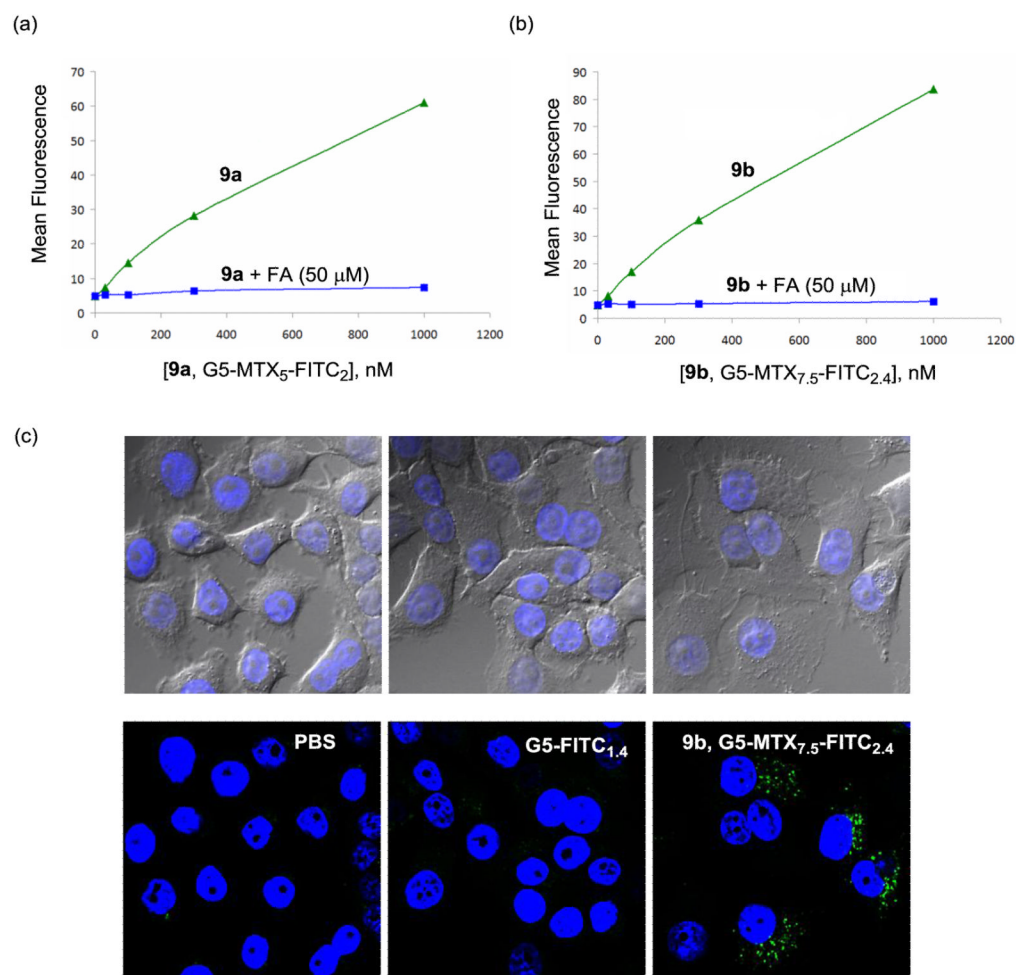 (a)
(b)
Mean Fluorescence
70
60
50
40
30
20
10
0
0 200 400 600 800 1000 1200
9a
9a + FA (50 μM)
[9a, G5-MTX5-FITC2], nM
Mean Fluorescence
90
80
70
60
50
40
30
20
10
0
0 200 400 600 800 1000 1200
9b
9b + FA (50 μM)
[9b, G5-MTX7.5-FITC2.4], nM
(c)
PBS
G5-FITC1.4
9b, G5-MTX7.5-FITC2.4